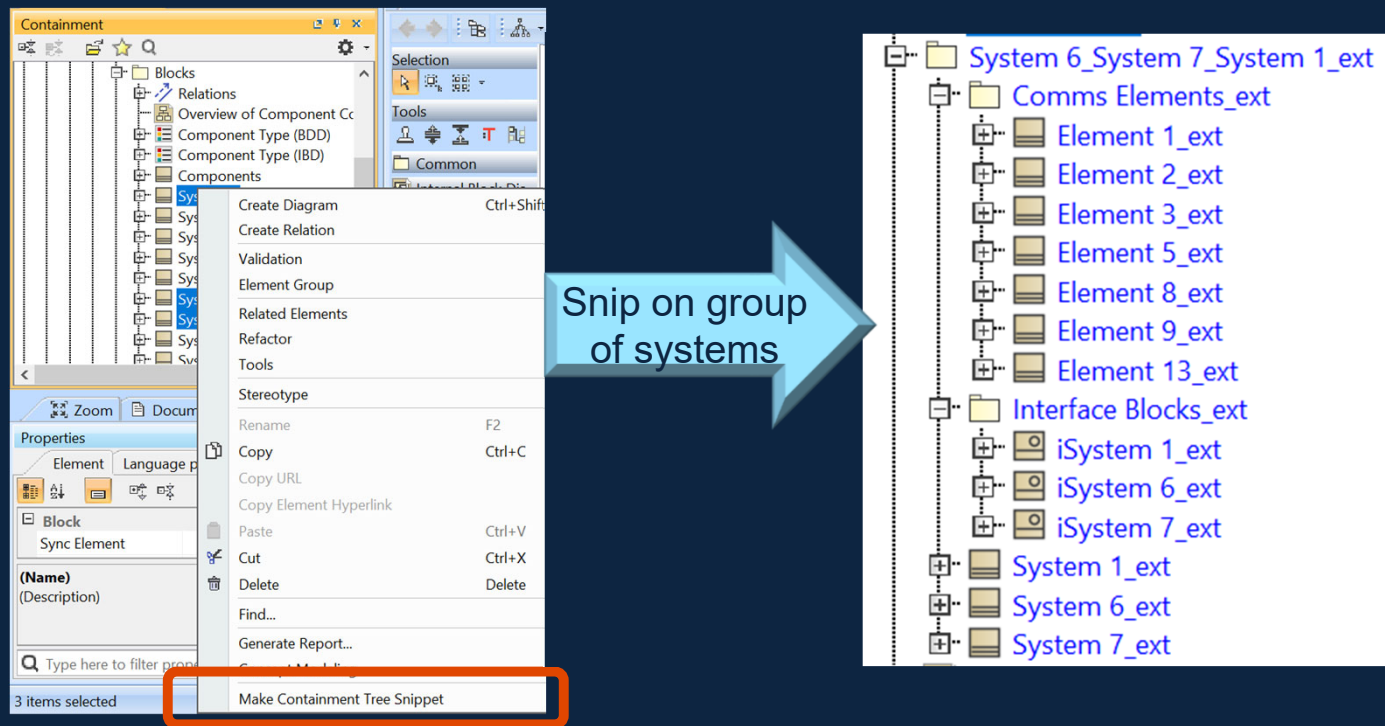 Containment
Blocks
Relations
Overview of Component Cc
Component Type (BDD)
Component Type (IBD)
Components
Sys
Sys
Sys
Sys
Sys
Sys
Sys
Sys
Sys
Zoom
Docum
Properties
Element
Language p
Block
Sync Element
(Name)
(Description)
Type here to filter prope
3 items selected
Selection
Tools
Common
Create Diagram Ctrl+Shift
Create Relation
Validation
Element Group
Related Elements
Refactor
Tools
Stereotype
Rename F2
Copy Ctrl+C
Copy URL
Copy Element Hyperlink
Paste Ctrl+V
Cut Ctrl+X
Delete Delete
Find...
Generate Report...
Make Containment Tree Snippet
Snip on group
of systems
System 6_System 7_System 1_ext
Comms Elements_ext
Element 1_ext
Element 2_ext
Element 3_ext
Element 5_ext
Element 8_ext
Element 9_ext
Element 13_ext
Interface Blocks_ext
iSystem 1_ext
iSystem 6_ext
iSystem 7_ext
System 1_ext
System 6_ext
System 7_ext